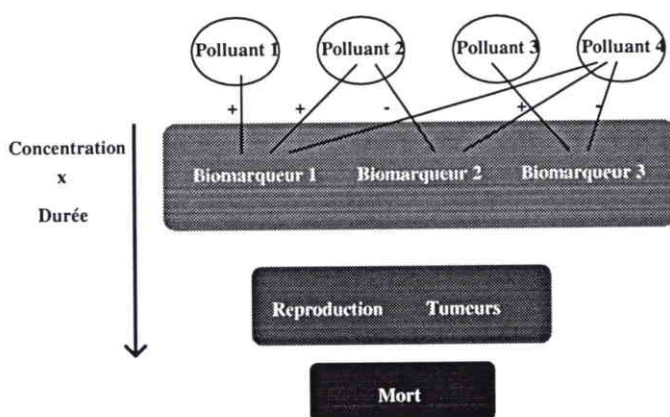 Polluant 1 Polluant 2 Polluant 3 Polluant 4
+ + - + -
Concentration
x
Durée
Biomarqueur 1 Biomarqueur 2 Biomarqueur 3
Reproduction Tumeurs
Mort